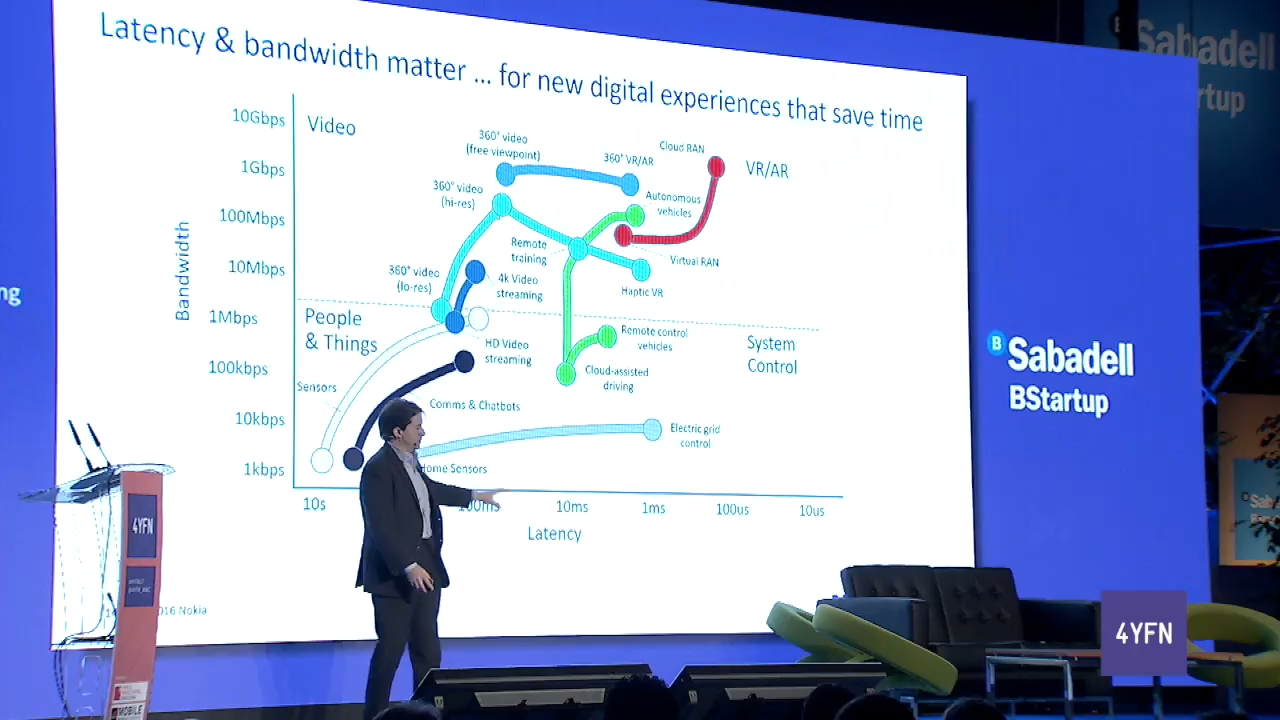 Latency & bandwidth matter ... for new digital experiences that save time
10Gbps
1Gbps
100Mbps
10Mbps
1Mbps
100kbps
10kbps
1kbps
Bandwidth
Video
360° video
(free viewpoint)
360° VR/AR
Cloud RAN
VR/AR
360° video
(hi-res)
Autonomous
vehicles
Remote
training
Virtual RAN
360° video
(lo-res)
4k Video
streaming
Haptic VR
People
& Things
HD Video
streaming
Remote control
vehicles
System
Control
Sensors
Cloud-assisted
driving
Comms & Chatbots
Electric grid
control
Home Sensors
10s
100ms
10ms
1ms
100us
10us
Latency
Nokia
ng
Sabadell
B Sabadell
BStartup
4YFN
MOBILE
4YFN